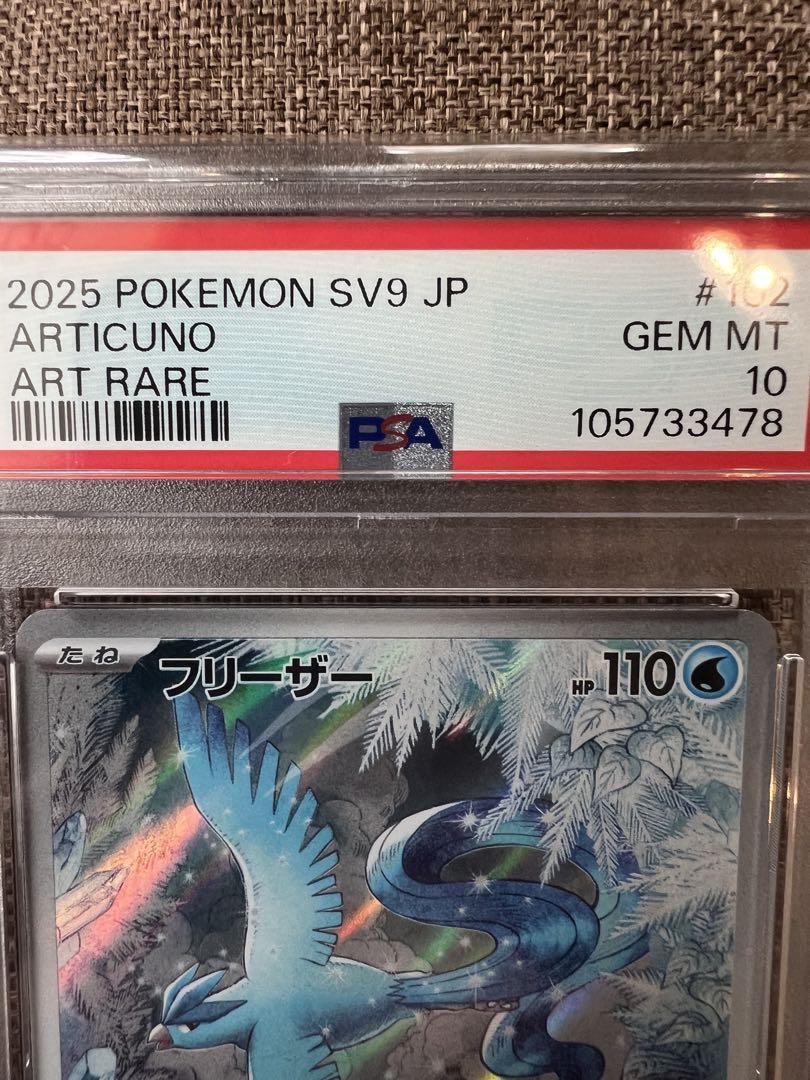 2025 POKEMON SV9 JP
ARTICUNO
ART RARE
GEM MT
10
105733478
PSA
たね
フリーザー
HP 110